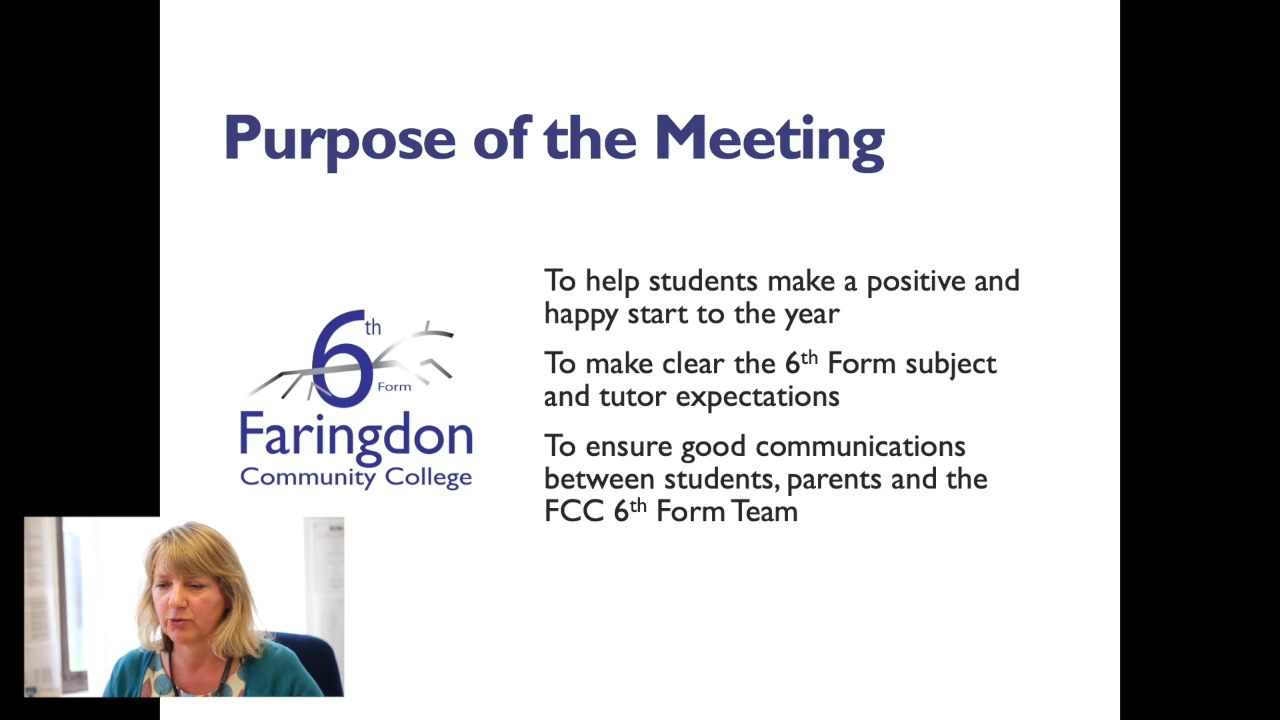 Purpose of the Meeting
To help students make a positive and
happy start to the year
To make clear the 6th Form subject
and tutor expectations
To ensure good communications
between students, parents and the
FCC 6th Form Team
6th
Form
Faringdon
Community College